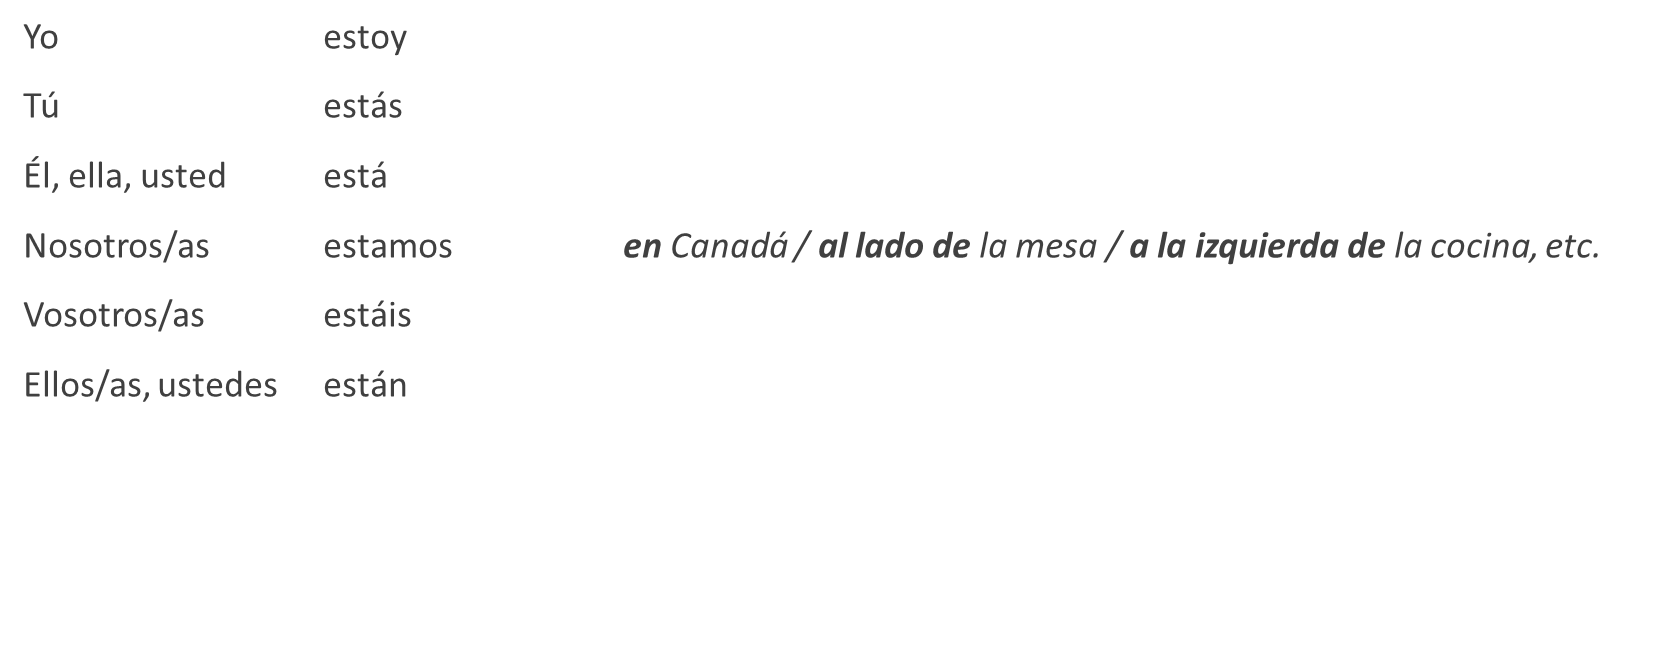 Yo estoy
Tú estás
Él, ella, usted está
Nosotros/as estamos en Canadá / al lado de la mesa / a la izquierda de la cocina, etc.
Vosotros/as estáis
Ellos/as, ustedes están